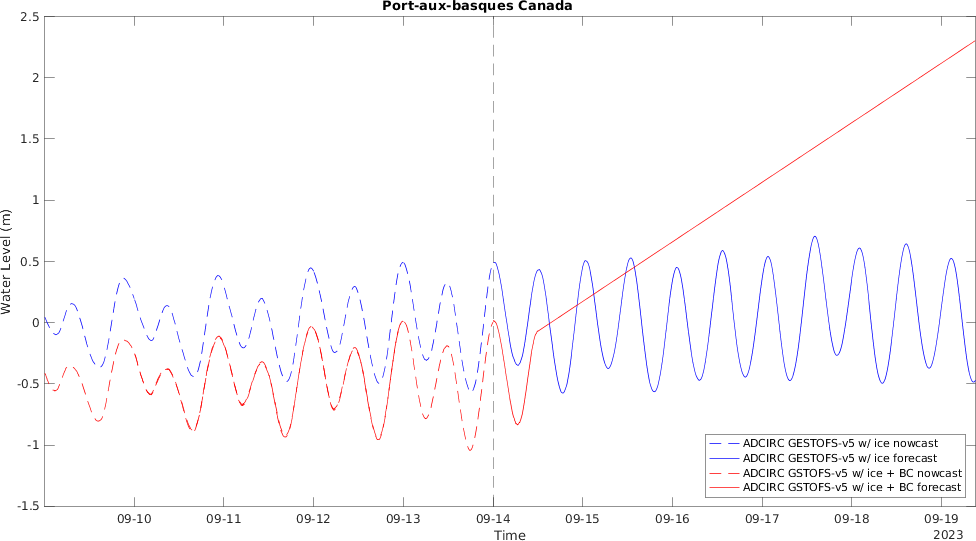 Port-aux-basques Canada
2.5
2
1.5
1
0.5
0
-0.5
-1
-1.5
Water Level (m)
ADCIRC GESTOFS-v5 w/ ice nowcast
ADCIRC GESTOFS-v5 w/ ice forecast
ADCIRC GSTOFS-v5 w/ ice + BC nowcast
ADCIRC GSTOFS-v5 w/ ice + BC forecast
09-10 09-11 09-12 09-13 09-14 09-15 09-16 09-17 09-18 09-19
Time
2023